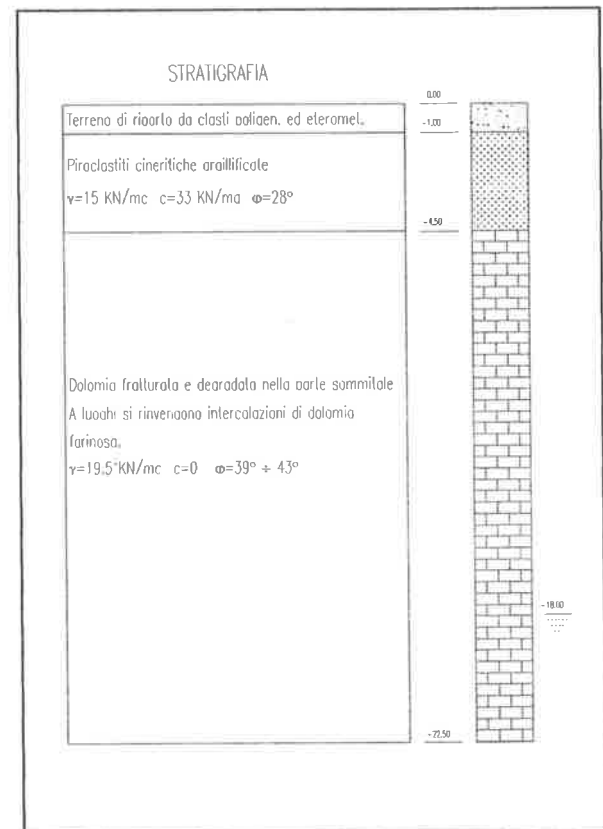 STRATIGRAFIA
0.00
Terreno di riporto da clasti poligen. ed eteromet.
-1.00
Piroclastiti cineritiche argillificate
γ=15 KN/mc c=33 KN/mq φ=28°
-4.50
Dolomia fratturata e degradata nella parte sommitale
A luoghi si rinvengono intercalazioni di dolomia
farinosa.
γ=19.5 KN/mc c=0 φ=39° ÷ 43°
-18.00
-22.50